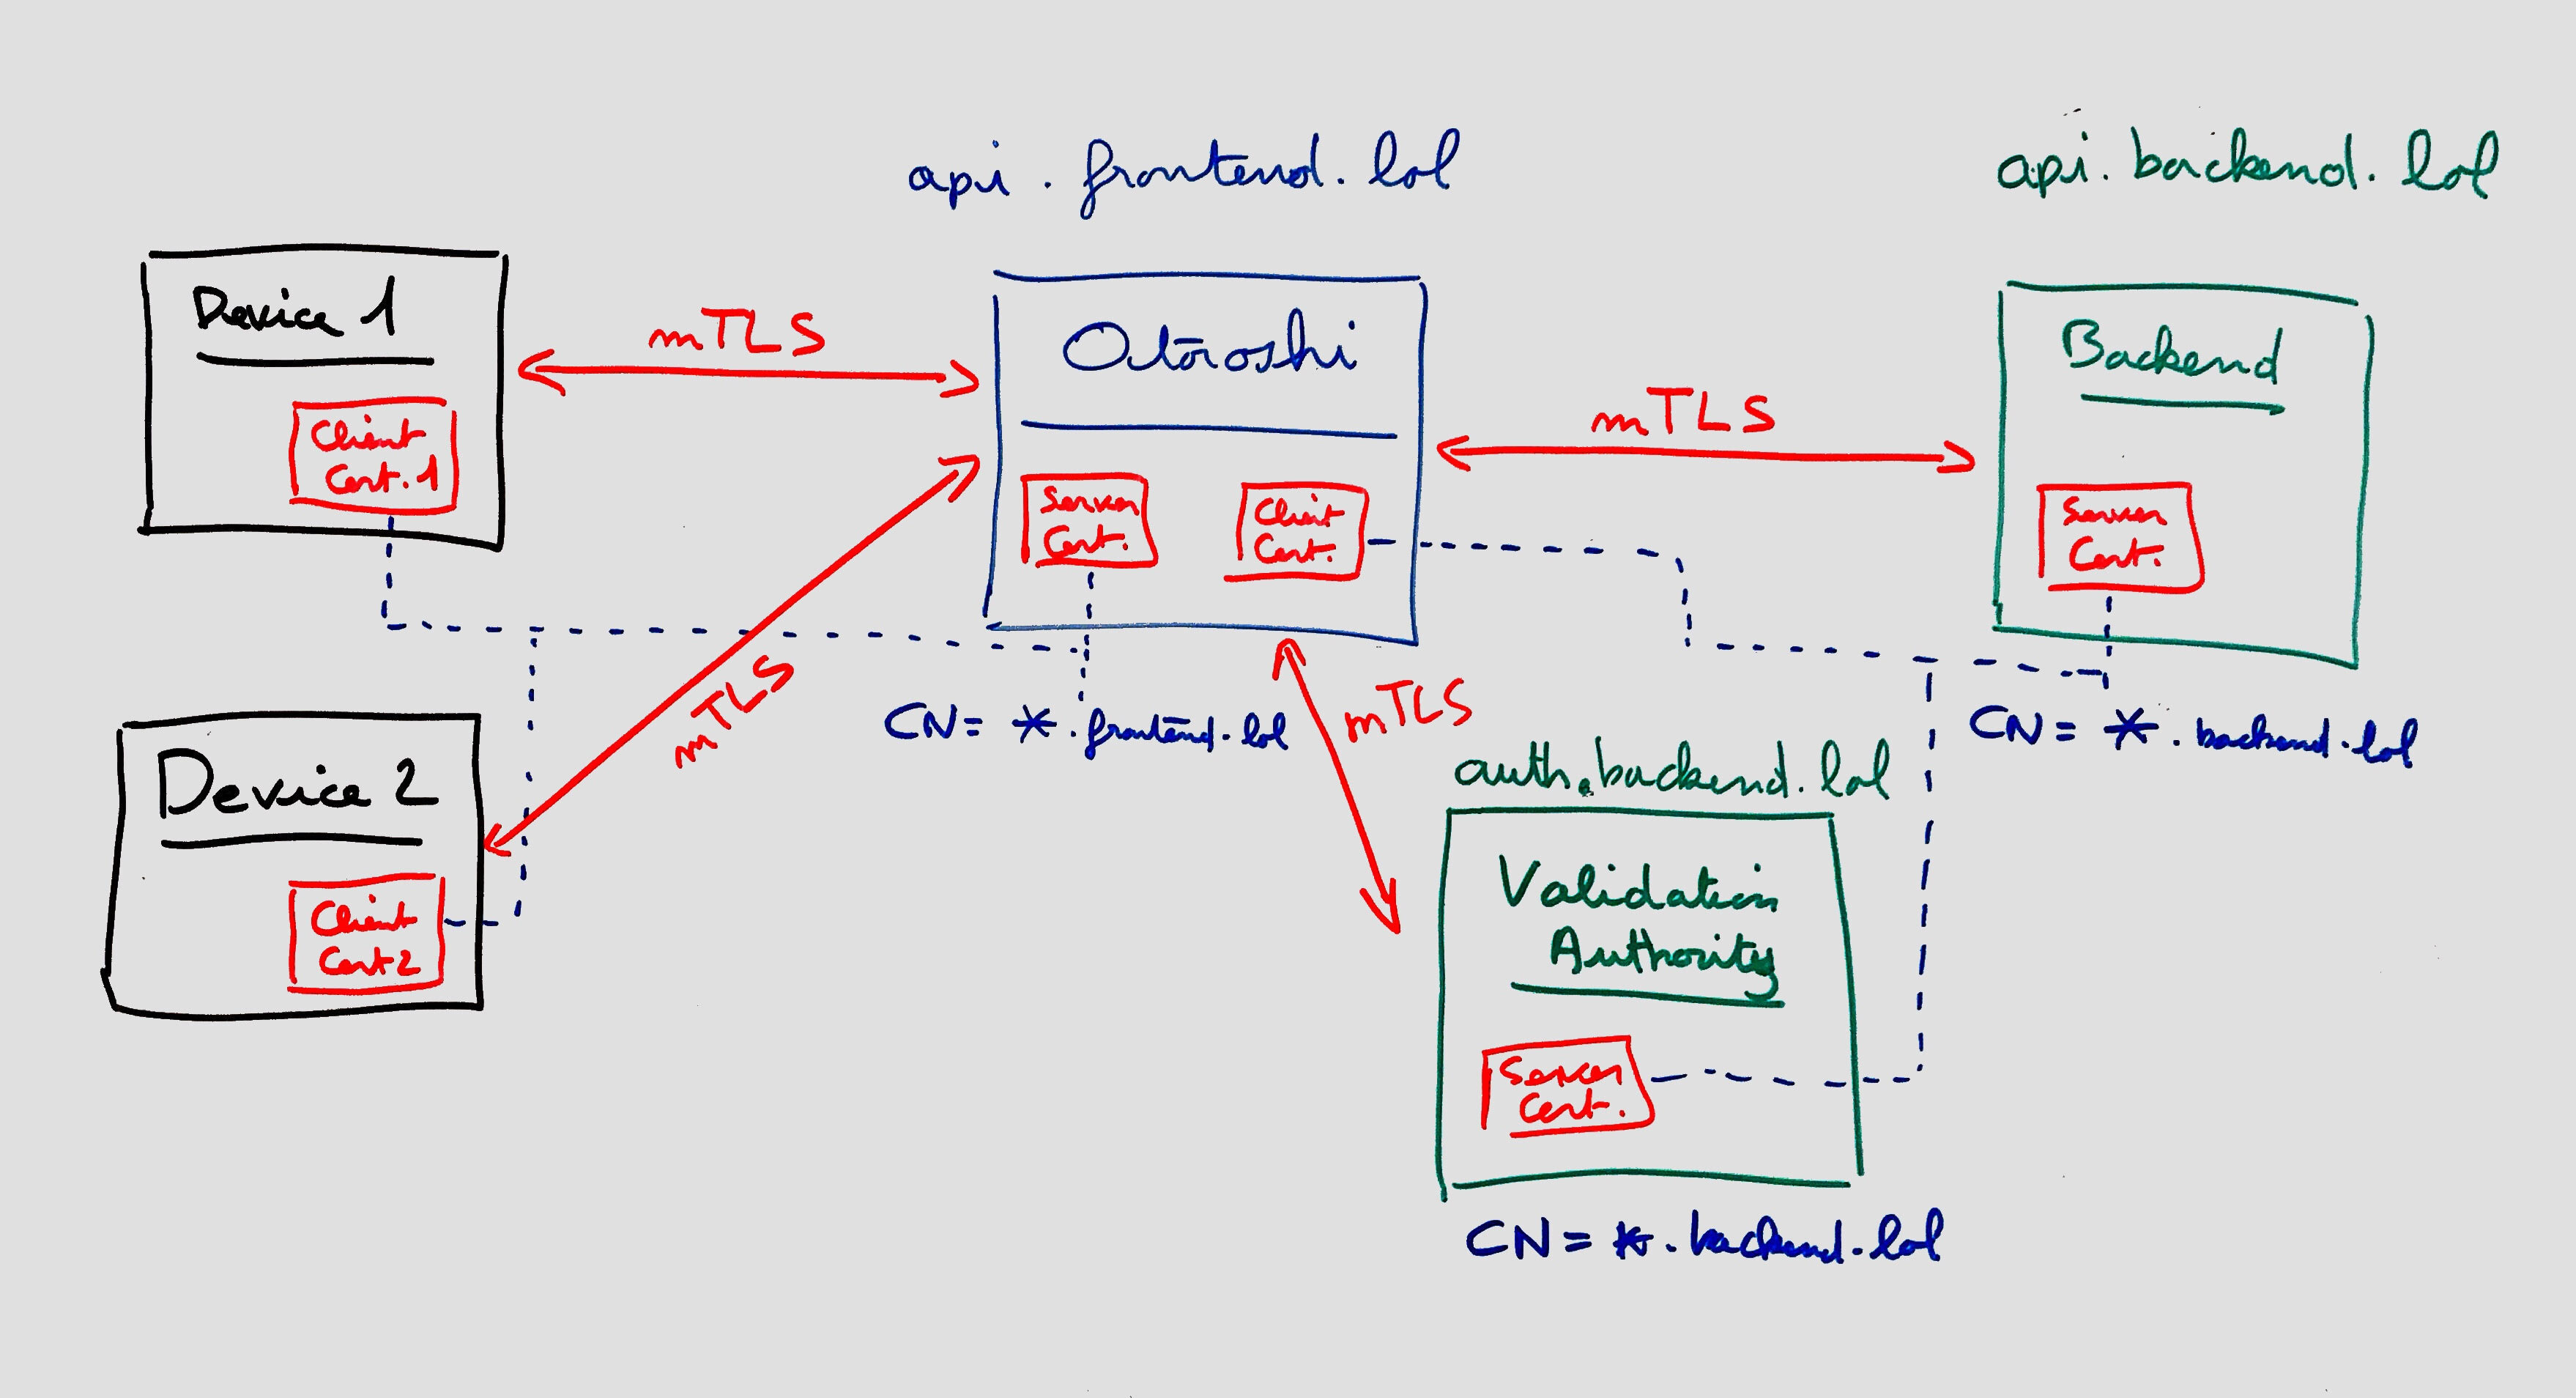 api.frontend.lol
api.backend.lol
Device 1
Client
Cert.1
mTLS
Otoroshi
Server
Cert.
Client
Cert.
mTLS
Backend
Server
Cert.
mTLS
CN= *.frontend.lol
mTLS
CN= *.backend.lol
Device 2
Client
Cert2
auth.backend.lol
Validation
Authority
Server
Cert.
CN= *.backend.lol